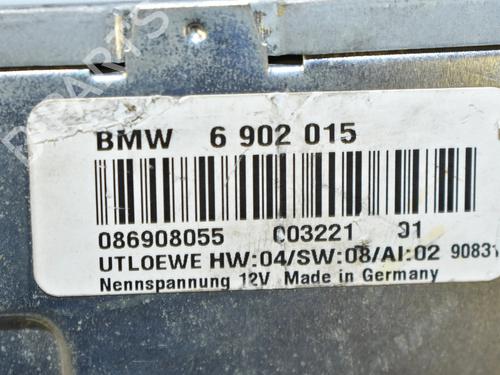 BMW 6 902 015
086908055 003221 01
UTLOEWE HW:04/SW:08/AI:02 90831
Nennspannung 12V Made in Germany